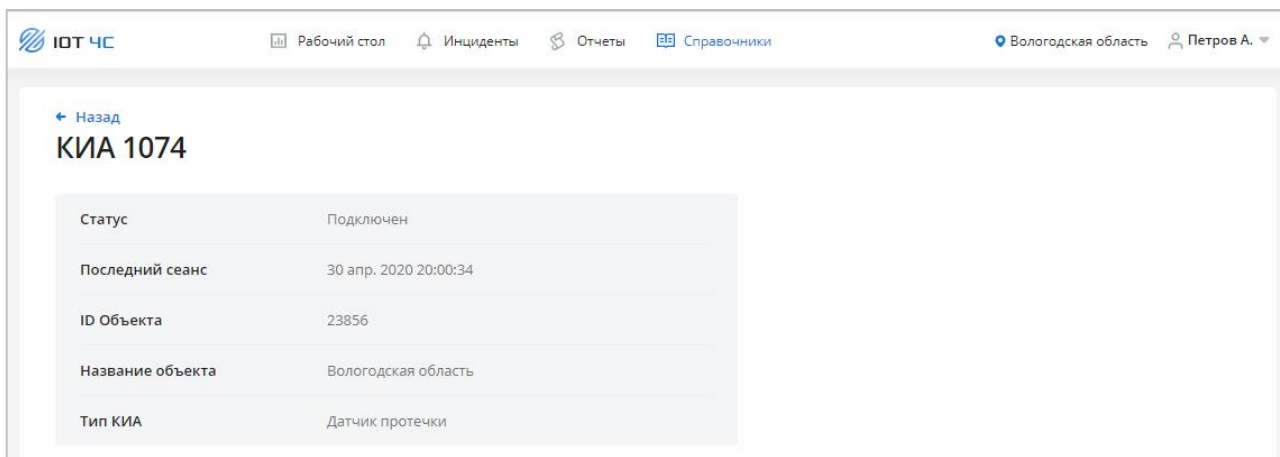 IOT ЧС Рабочий стол Инциденты Отчеты Справочники Вологодская область Петров А.
Назад
КИА 1074
Статус Подключен
Последний сеанс 30 апр. 2020 20:00:34
ID Объекта 23856
Название объекта Вологодская область
Тип КИА Датчик протечки